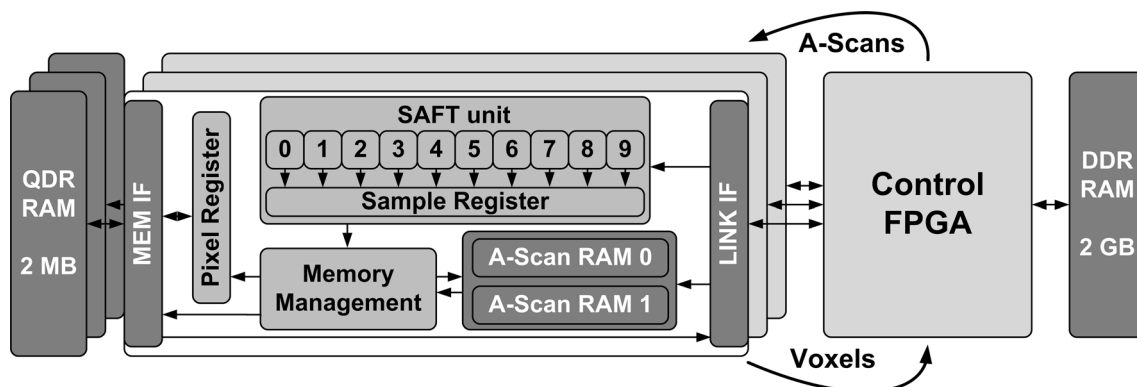 A-Scans
QDR
RAM
2 MB
MEM IF
Pixel Register
SAFT unit
0 1 2 3 4 5 6 7 8 9
Sample Register
Memory
Management
A-Scan RAM 0
A-Scan RAM 1
LINK IF
Control
FPGA
DDR
RAM
2 GB
Voxels